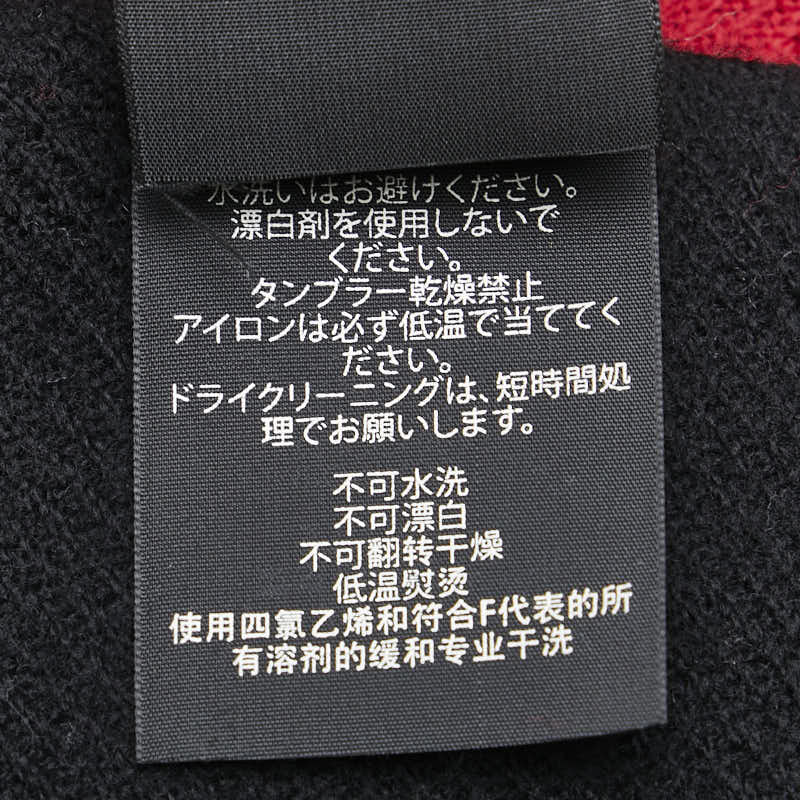 水洗いはお避けください。
漂白剤を使用しないで
ください。
タンブラー乾燥禁止
アイロンは必ず低温で当ててく
ださい。
ドライクリーニングは、短時間処
理でお願いします。
不可水洗
不可漂白
不可翻转干燥
低温熨烫
使用四氯乙烯和符合F代表的所
有溶剂的缓和专业干洗